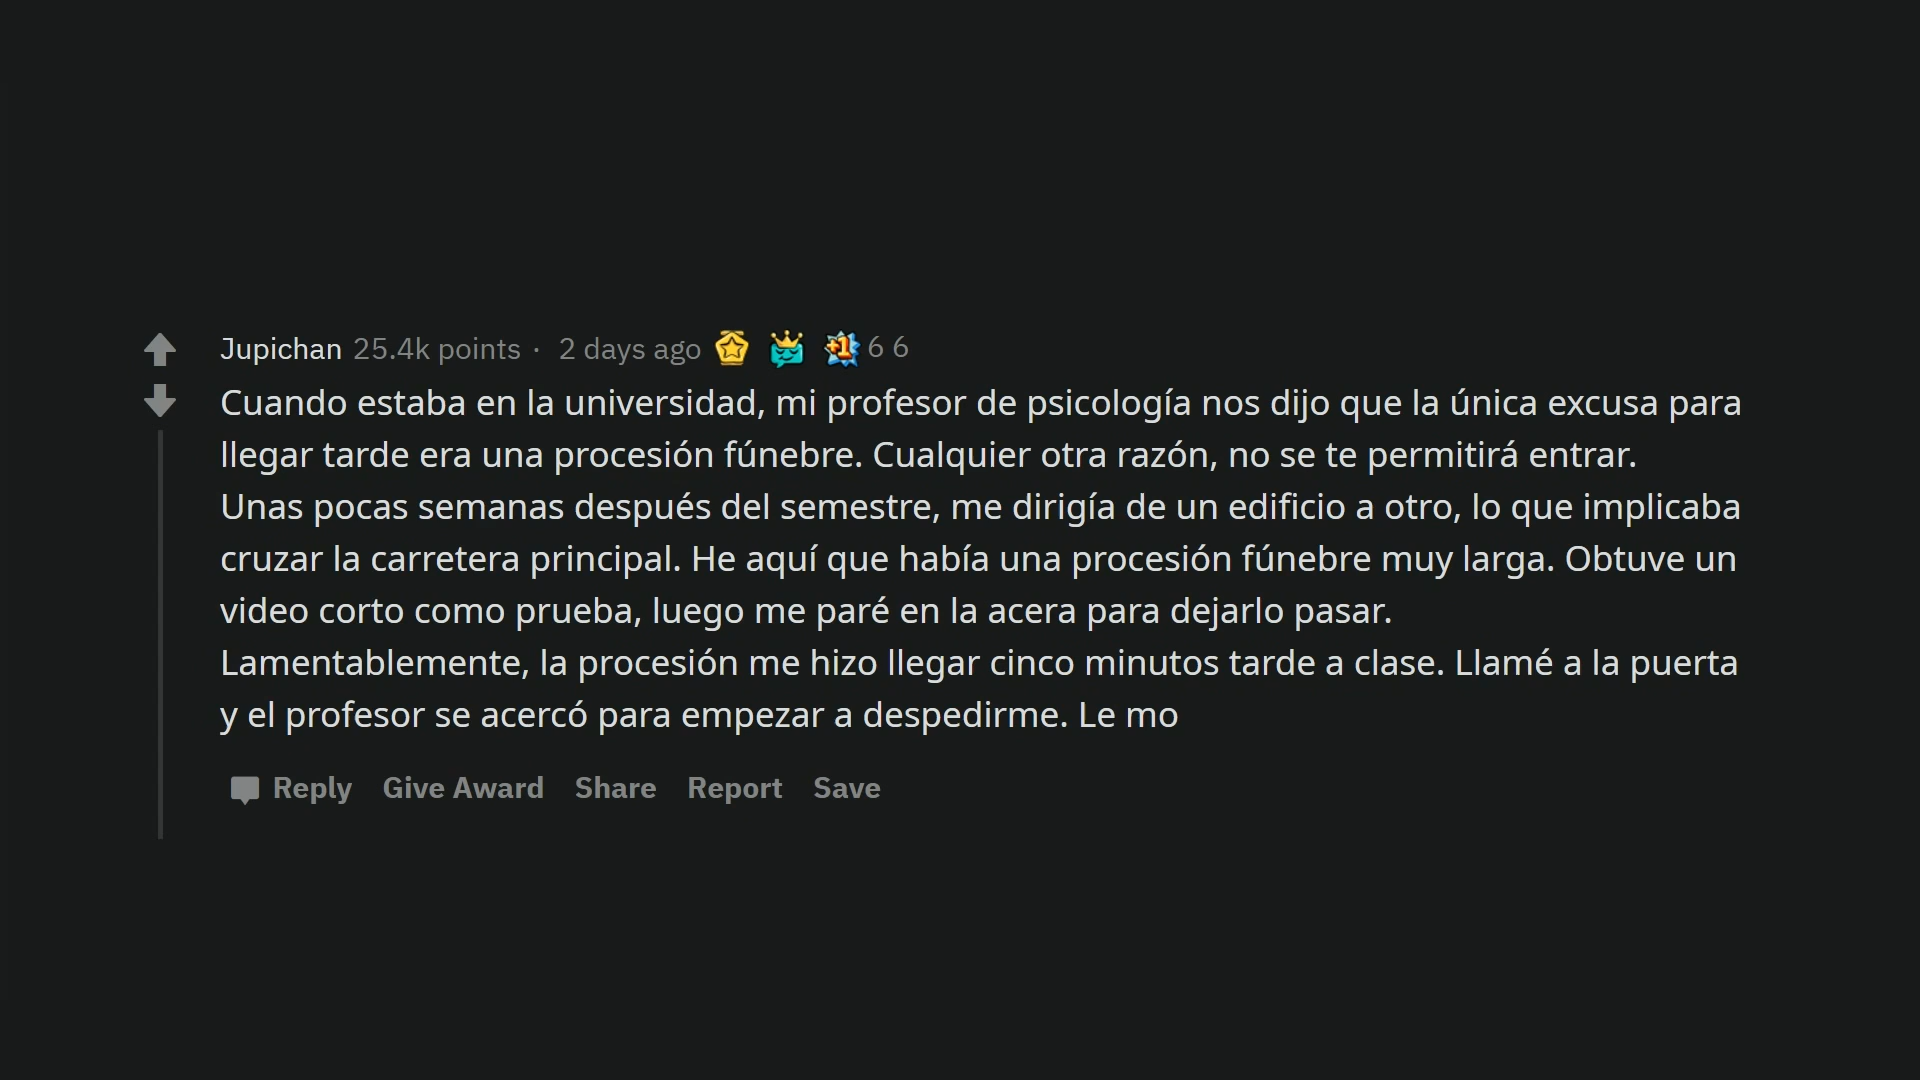 Jupichan 25.4k points · 2 days ago 6 6
Cuando estaba en la universidad, mi profesor de psicología nos dijo que la única excusa para
llegar tarde era una procesión fúnebre. Cualquier otra razón, no se te permitirá entrar.
Unas pocas semanas después del semestre, me dirigía de un edificio a otro, lo que implicaba
cruzar la carretera principal. He aquí que había una procesión fúnebre muy larga. Obtuve un
video corto como prueba, luego me paré en la acera para dejarlo pasar.
Lamentablemente, la procesión me hizo llegar cinco minutos tarde a clase. Llamé a la puerta
y el profesor se acercó para empezar a despedirme. Le mo
Reply Give Award Share Report Save